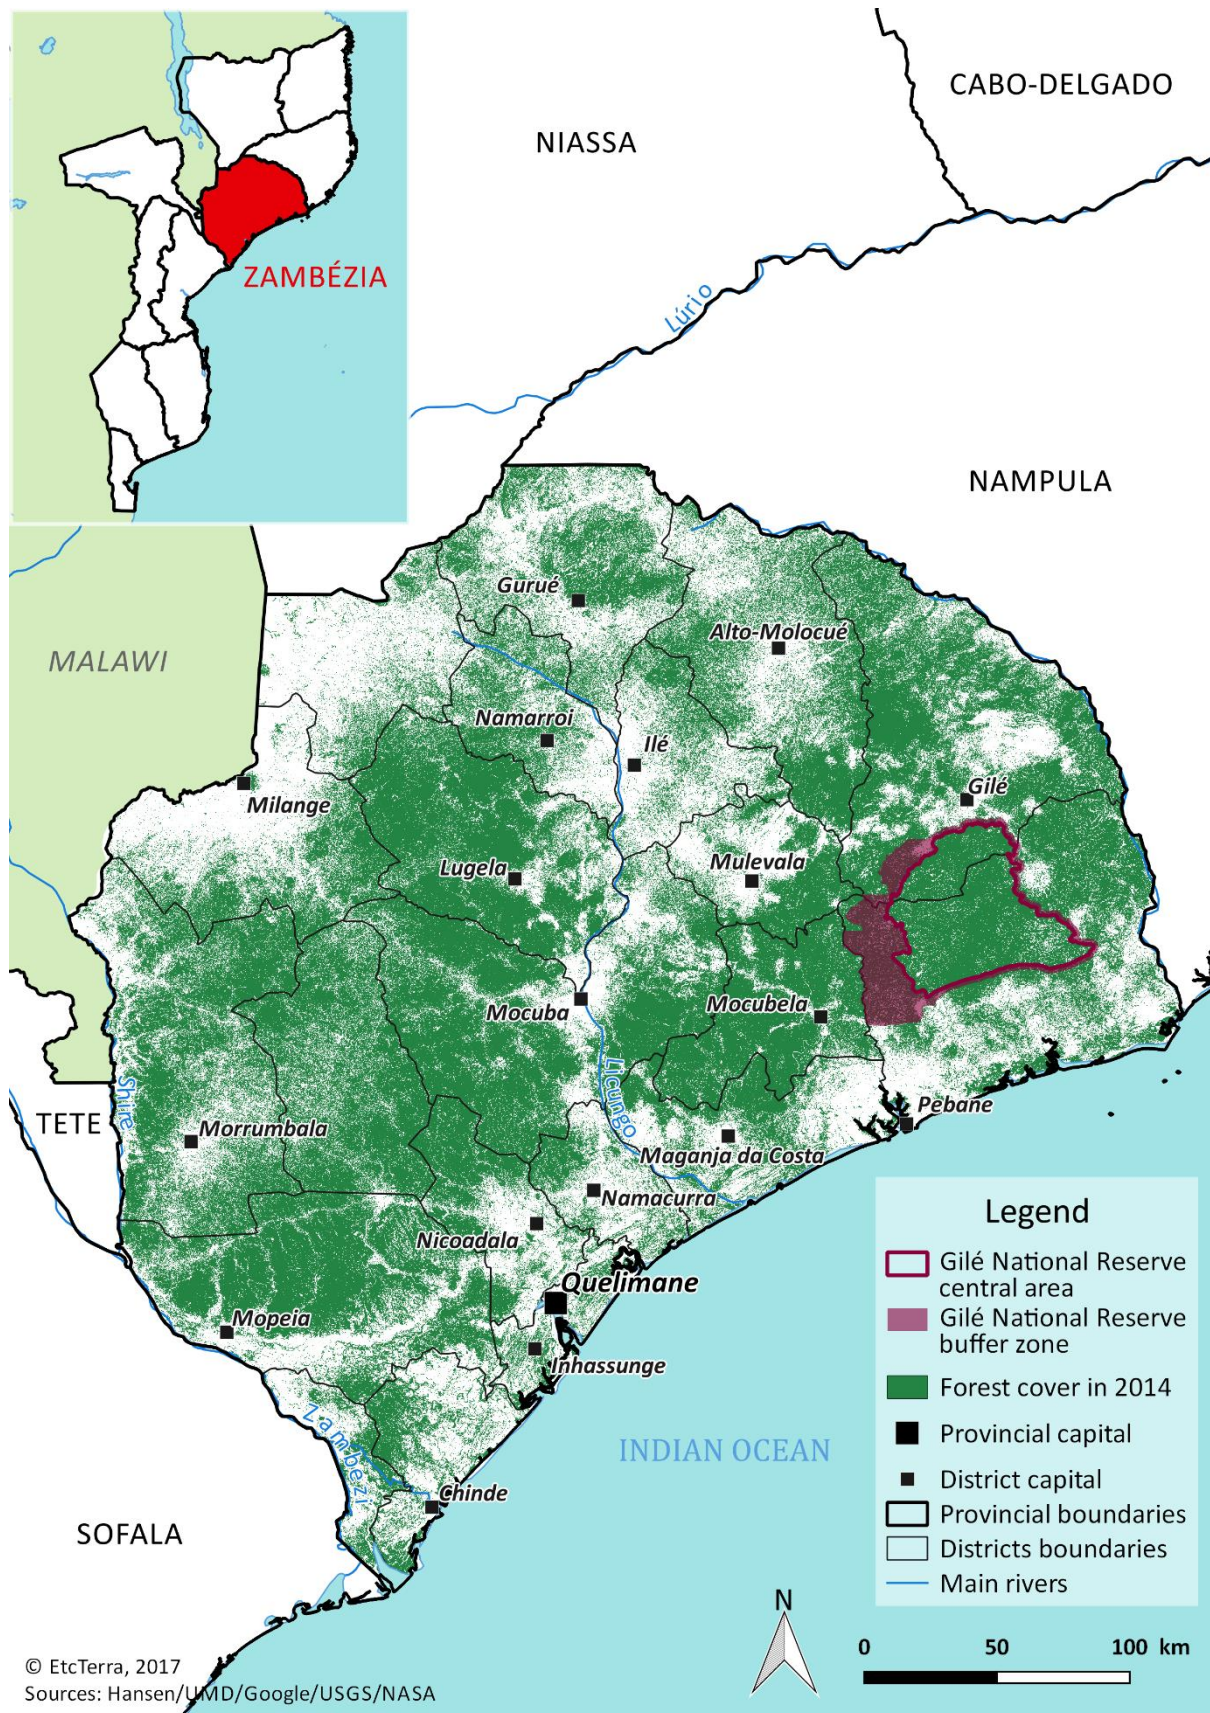 CABO-DELGADO
NIASSA
ZAMBÉZIA
Lúrio
NAMPULA
Gurué
Alto-Molocué
MALAWI
Namarroi
Ilé
Milange
Gilé
Lugela
Mulevala
Mocuba
Mocubela
Licungo
Shire
TETE
Morrumbala
Pebane
Maganja da Costa
Namacurra
Nicoadala
Quelimane
Mopeia
Inhassunge
Zambezi
Chinde
INDIAN OCEAN
SOFALA
Legend
Gilé National Reserve
central area
Gilé National Reserve
buffer zone
Forest cover in 2014
Provincial capital
District capital
Provincial boundaries
Districts boundaries
Main rivers
N
0 50 100 km
© EtcTerra, 2017
Sources: Hansen/UMD/Google/USGS/NASA